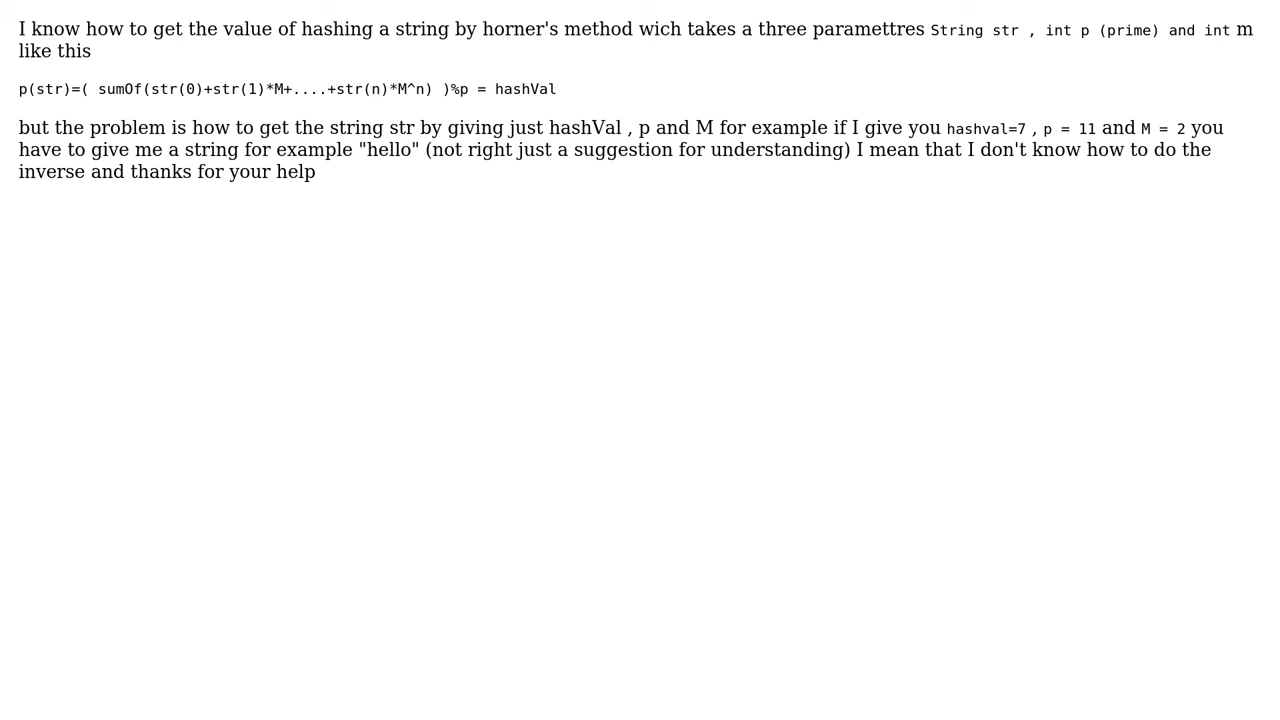 I know how to get the value of hashing a string by horner's method wich takes a three paramettres String str , int p (prime) and int m
like this
p(str)=( sumOf(str(0)+str(1)*M+....+str(n)*M^n) )%p = hashVal
but the problem is how to get the string str by giving just hashVal , p and M for example if I give you hashval=7 , p = 11 and M = 2 you
have to give me a string for example "hello" (not right just a suggestion for understanding) I mean that I don't know how to do the
inverse and thanks for your help